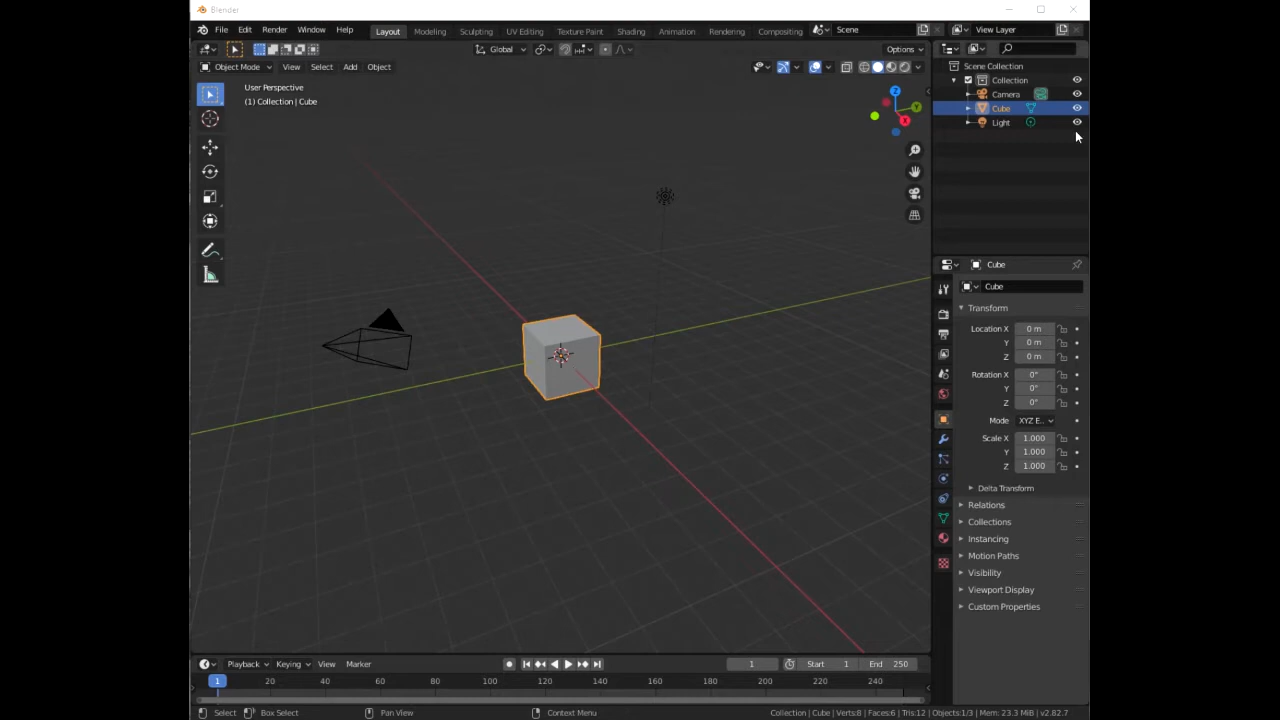 Blender
File Edit Render Window Help Layout Modeling Sculpting UV Editing Texture Paint Shading Animation Rendering Compositing Scene View Layer
Global Options
Object Mode View Select Add Object
User Perspective
(1) Collection | Cube
Z
Y
X
Scene Collection
Collection
Camera
Cube
Light
Cube
Cube
Transform
Location X 0 m
Y 0 m
Z 0 m
Rotation X 0°
Y 0°
Z 0°
Mode XYZ E..
Scale X 1.000
Y 1.000
Z 1.000
Delta Transform
Relations
Collections
Instancing
Motion Paths
Visibility
Viewport Display
Custom Properties
Playback Keying View Marker 1 Start 1 End 250
1 20 40 60 80 100 120 140 160 180 200 220 240
Select Box Select Pan View Context Menu Collection | Cube | Verts:8 | Faces:6 | Tris:12 | Objects:1/3 | Mem: 23.3 MiB | v2.82.7